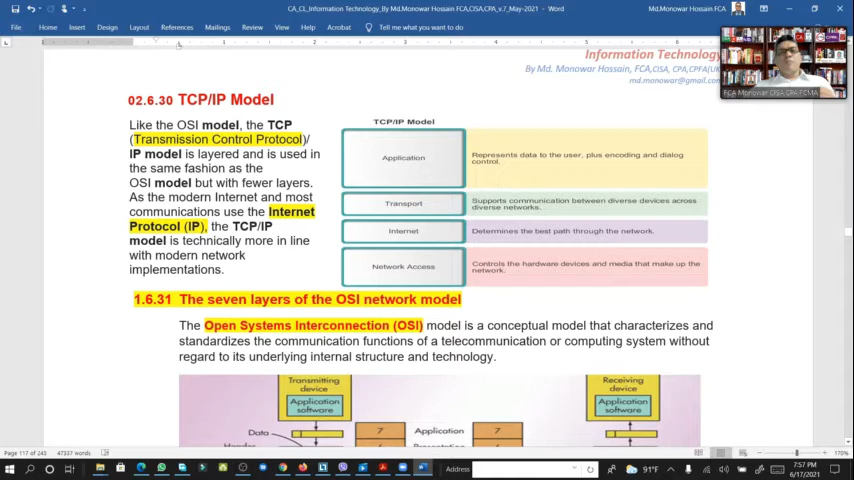 CA_CL_Information Technology_By Md.Monowar Hossain FCA,CISA,CPA_v.7_May-2021 - Word
Md.Monowar Hossain FCA
File Home Insert Design Layout References Mailings Review View Help Acrobat Tell me what you want to do
Information Technology
By Md. Monowar Hossain, FCA,CISA, CPA,CPFA(UK
md.monowar@gmail.com
FCA Monowar CISA,CPA,FCMA
02.6.30 TCP/IP Model
Like the OSI model, the TCP
(Transmission Control Protocol)/
IP model is layered and is used in
the same fashion as the
OSI model but with fewer layers.
As the modern Internet and most
communications use the Internet
Protocol (IP), the TCP/IP
model is technically more in line
with modern network
implementations.
TCP/IP Model
Application
Represents data to the user, plus encoding and dialog
control.
Transport
Supports communication between diverse devices across
diverse networks.
Internet
Determines the best path through the network.
Network Access
Controls the hardware devices and media that make up the
network.
1.6.31 The seven layers of the OSI network model
The Open Systems Interconnection (OSI) model is a conceptual model that characterizes and
standardizes the communication functions of a telecommunication or computing system without
regard to its underlying internal structure and technology.
Transmitting
device
Application
software
Receiving
device
Application
software
Data
7 Application 7
Page 117 of 243 47337 words
170%
Address
91°F
7:57 PM
6/17/2021